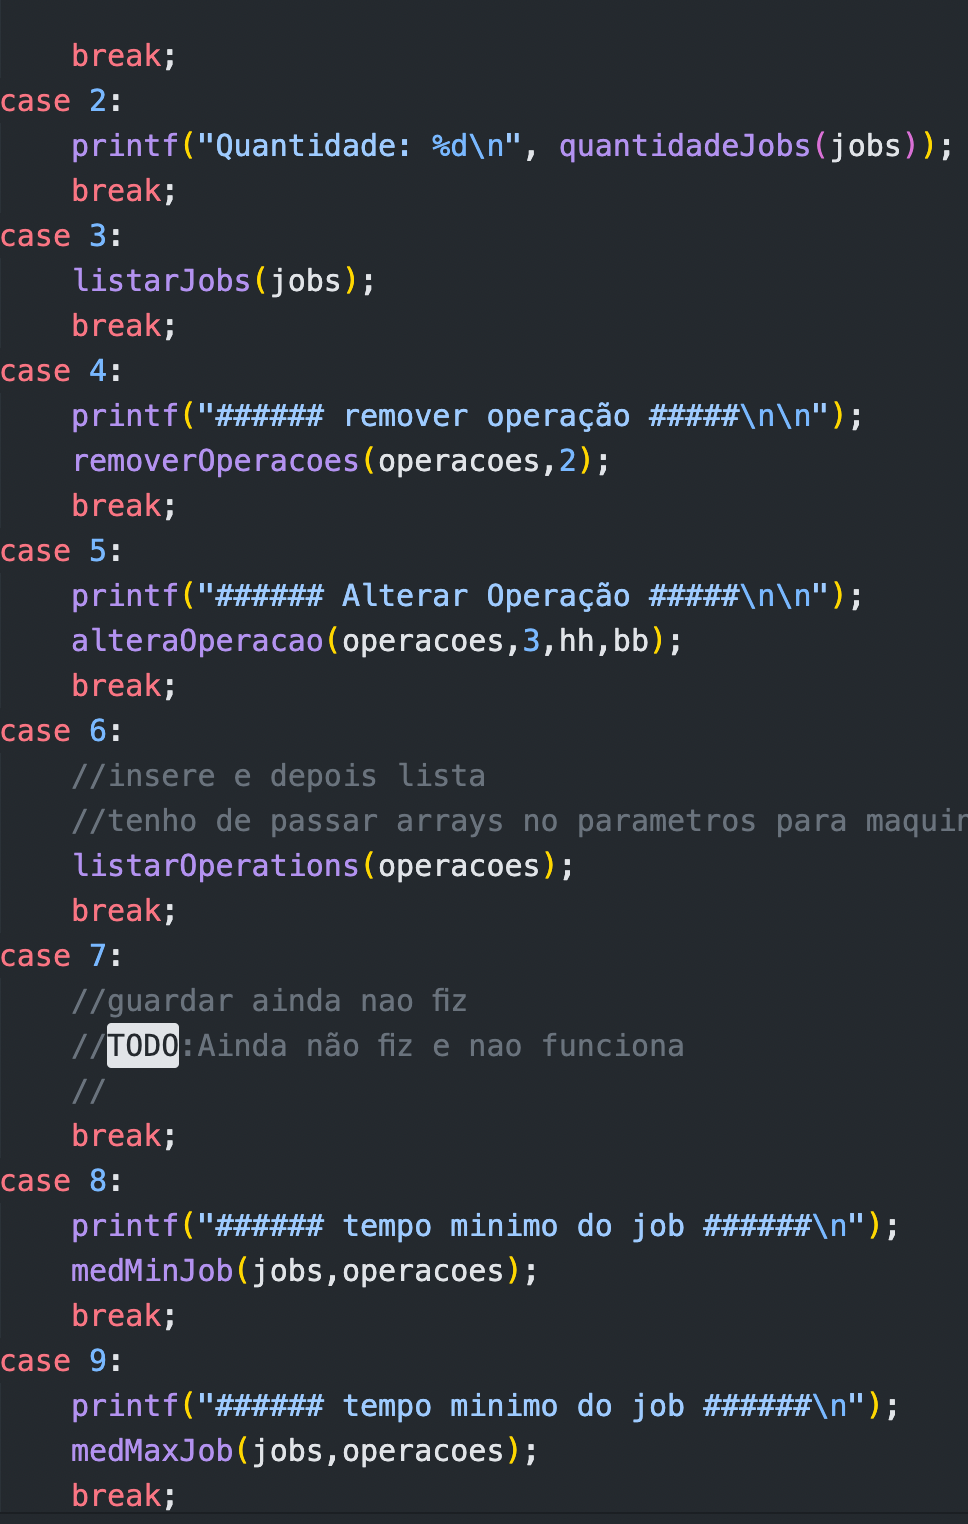 break;
case 2:
printf("Quantidade: %d\n", quantidadeJobs(jobs));
break;
case 3:
listarJobs(jobs);
break;
case 4:
printf("###### remover operação #####\n\n");
removerOperacoes(operacoes,2);
break;
case 5:
printf("###### Alterar Operação #####\n\n");
alteraOperacao(operacoes,3,hh,bb);
break;
case 6:
//insere e depois lista
//tenho de passar arrays no parametros para
listarOperations(operacoes);
break;
case 7:
//guardar ainda nao fiz
//TODO:Ainda não fiz e nao funciona
//
break;
case 8:
printf("###### tempo minimo do job ######\n");
medMinJob(jobs,operacoes);
break;
case 9:
printf("###### tempo minimo do job ######\n");
medMaxJob(jobs,operacoes);
break;